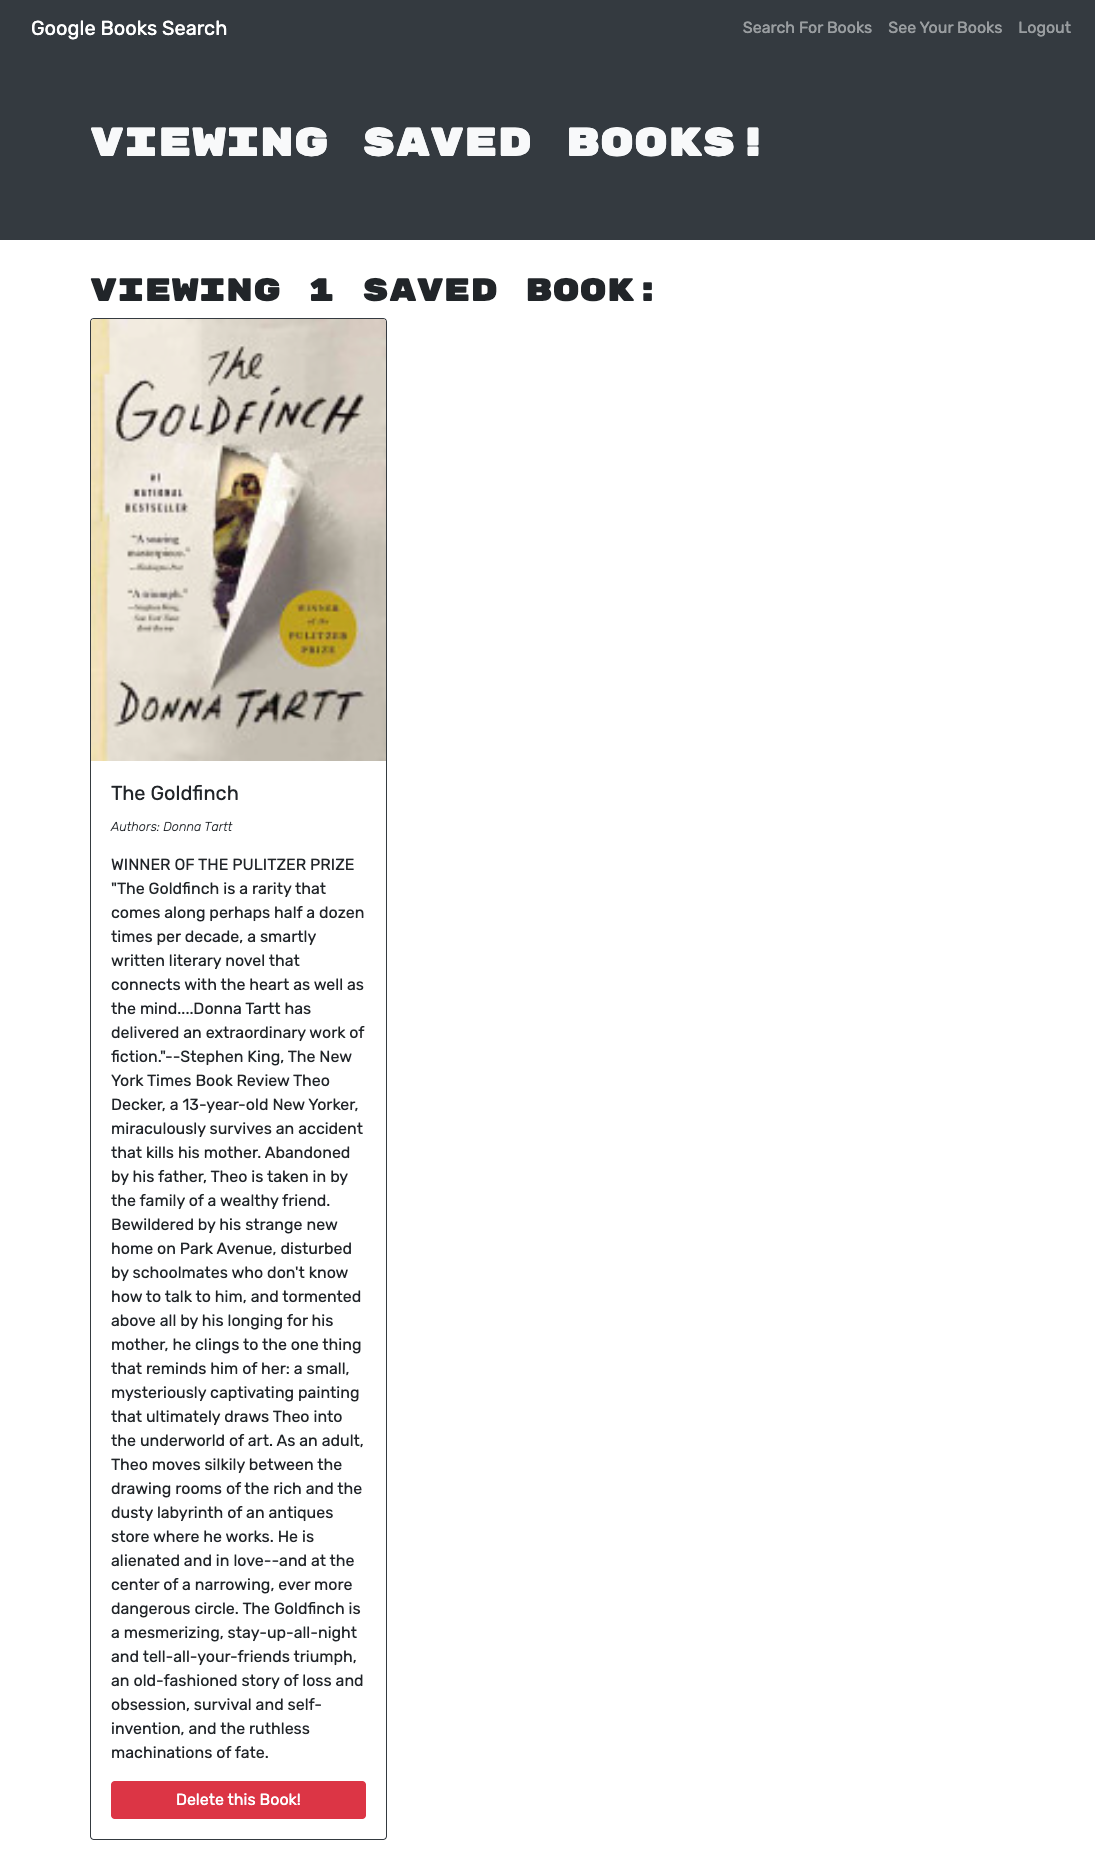 Google Books Search
Search For Books See Your Books Logout
VIEWING SAVED BOOKS!
VIEWING 1 SAVED BOOK:
The
GOLDFINCH
#1
NATIONAL
BESTSELLER
"A soaring
masterpiece."
—Washington Post
"A triumph."
—Stephen King,
New York Times
Book Review
WINNER
of the
PULITZER
PRIZE
DONNA TARTT
The Goldfinch
Authors: Donna Tartt
WINNER OF THE PULITZER PRIZE
"The Goldfinch is a rarity that
comes along perhaps half a dozen
times per decade, a smartly
written literary novel that
connects with the heart as well as
the mind....Donna Tartt has
delivered an extraordinary work of
fiction."--Stephen King, The New
York Times Book Review Theo
Decker, a 13-year-old New Yorker,
miraculously survives an accident
that kills his mother. Abandoned
by his father, Theo is taken in by
the family of a wealthy friend.
Bewildered by his strange new
home on Park Avenue, disturbed
by schoolmates who don't know
how to talk to him, and tormented
above all by his longing for his
mother, he clings to the one thing
that reminds him of her: a small,
mysteriously captivating painting
that ultimately draws Theo into
the underworld of art. As an adult,
Theo moves silkily between the
drawing rooms of the rich and the
dusty labyrinth of an antiques
store where he works. He is
alienated and in love--and at the
center of a narrowing, ever more
dangerous circle. The Goldfinch is
a mesmerizing, stay-up-all-night
and tell-all-your-friends triumph,
an old-fashioned story of loss and
obsession, survival and self-
invention, and the ruthless
machinations of fate.
Delete this Book!